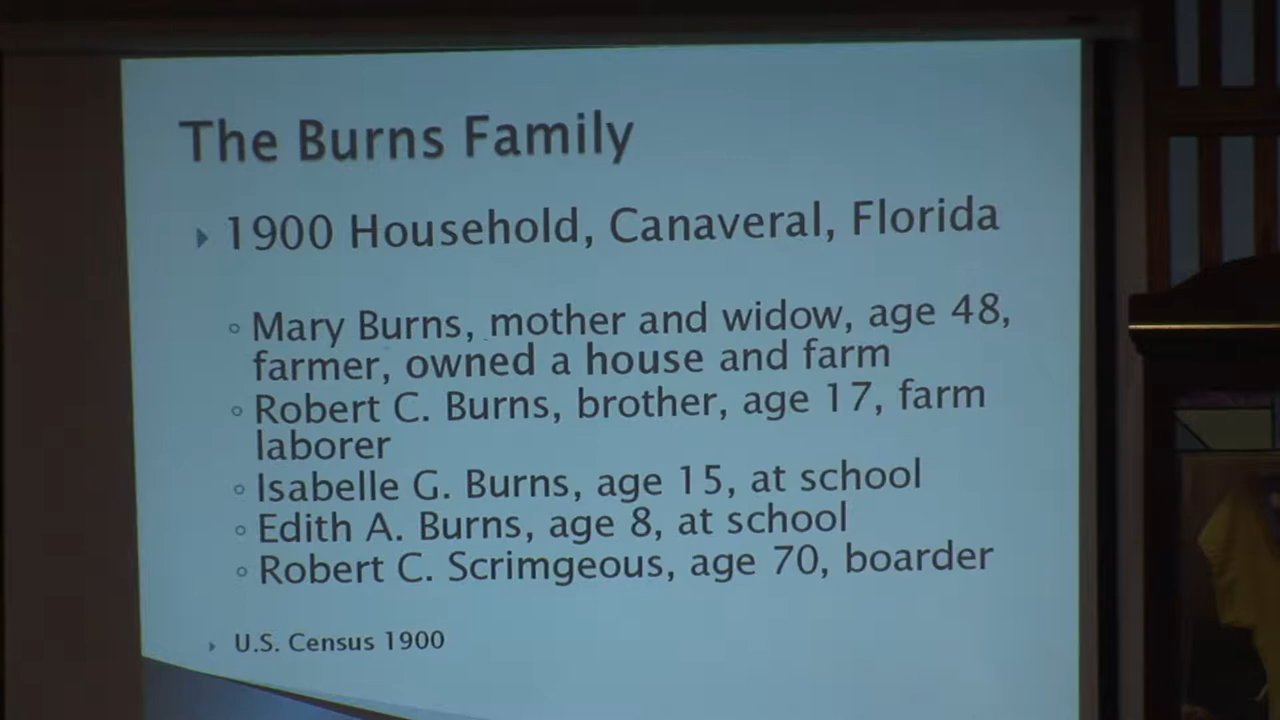 The Burns Family
1900 Household, Canaveral, Florida
Mary Burns, mother and widow, age 48,
farmer, owned a house and farm
Robert C. Burns, brother, age 17, farm
laborer
Isabelle G. Burns, age 15, at school
Edith A. Burns, age 8, at school
Robert C. Scrimgeous, age 70, boarder
U.S. Census 1900